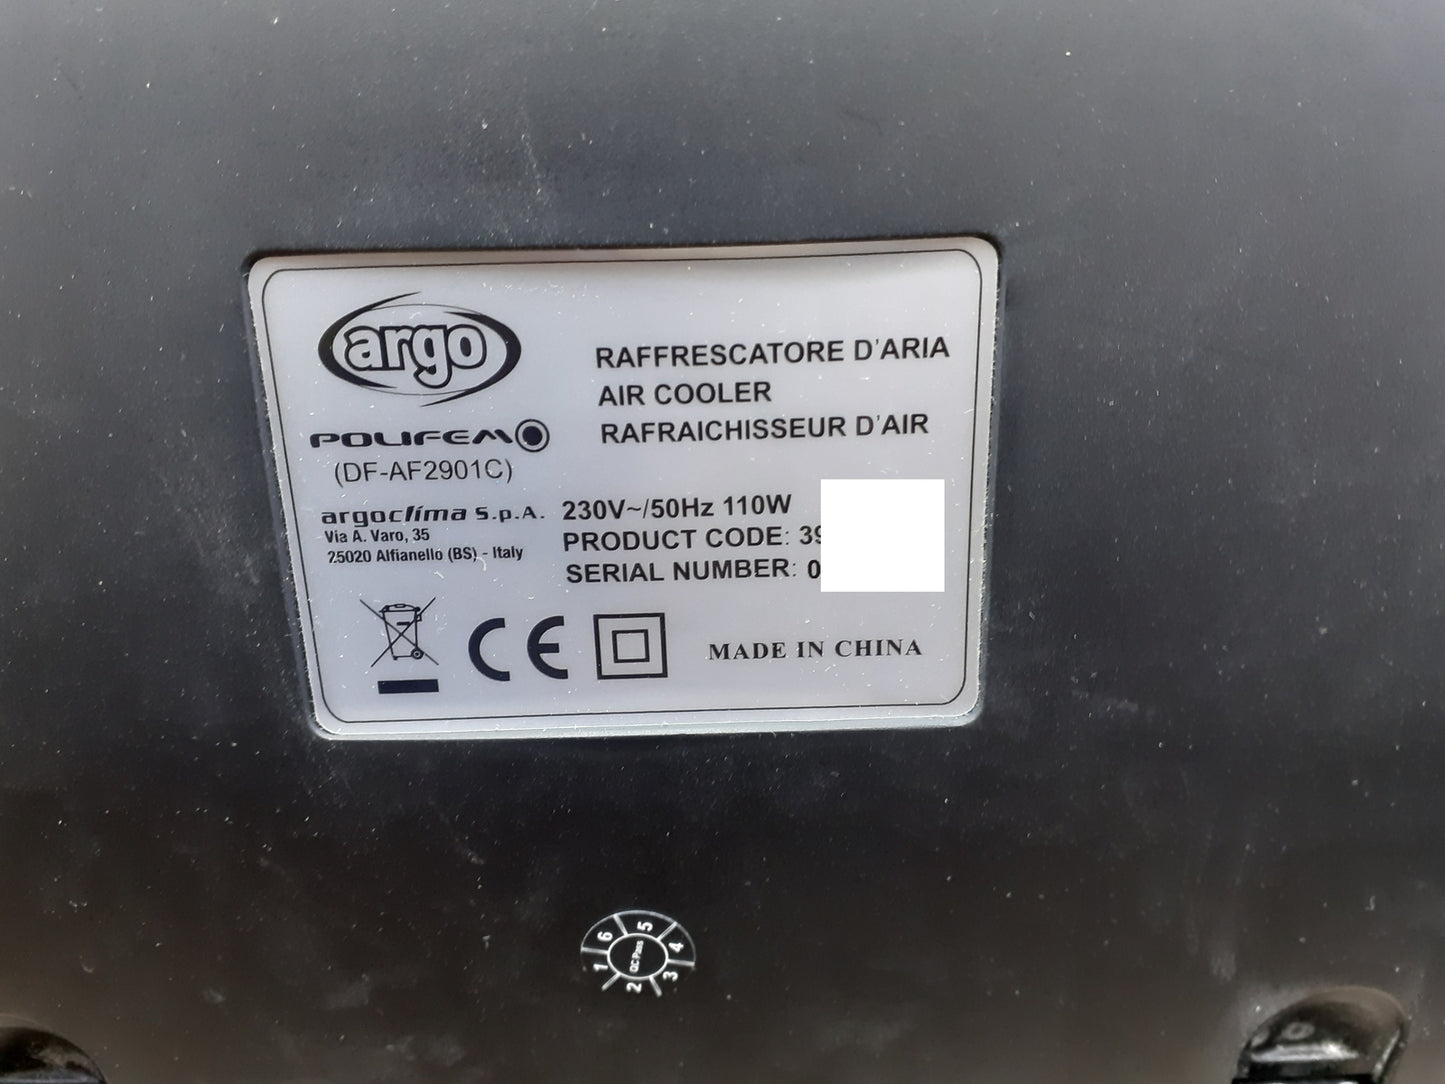 argo
POLIFEMO
(DF-AF2901C)
argoclima S.p.A.
Via A. Varo, 35
25020 Alfianello (BS) - Italy
RAFFRESCATORE D'ARIA
AIR COOLER
RAFRAICHISSEUR D'AIR
230V~/50Hz 110W
PRODUCT CODE: 39
SERIAL NUMBER: 0
CE
MADE IN CHINA
QC Pass
1 2 3 4 5 6